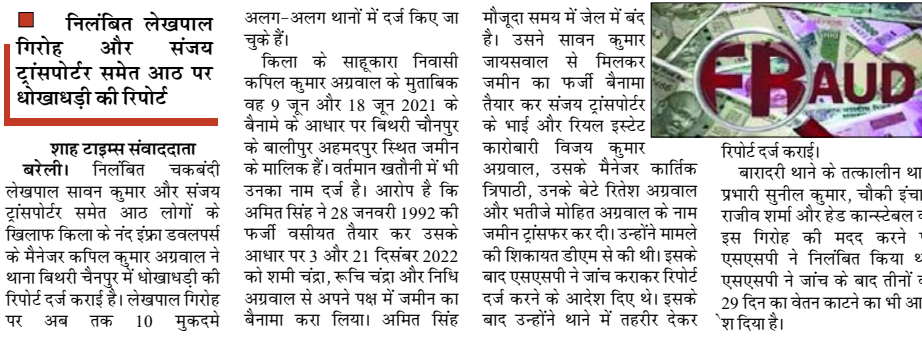 ■ निलंबित लेखपाल
गिरोह और संजय
ट्रांसपोर्टर समेत आठ पर
धोखाधड़ी की रिपोर्ट
शाह टाइम्स संवाददाता
बरेली। निलंबित चकबंदी
लेखपाल सावन कुमार और संजय
ट्रांसपोर्टर समेत आठ लोगों के
खिलाफ किला के नंद इंफ्रा डवलपर्स
के मैनेजर कपिल कुमार अग्रवाल ने
थाना बिथरी चैनपुर में धोखाधड़ी की
रिपोर्ट दर्ज कराई है। लेखपाल गिरोह
पर अब तक 10 मुकदमे
अलग-अलग थानों में दर्ज किए जा
चुके हैं।
किला के साहूकारा निवासी
कपिल कुमार अग्रवाल के मुताबिक
वह 9 जून और 18 जून 2021 के
बैनामे के आधार पर बिथरी चौनपुर
के बालीपुर अहमदपुर स्थित जमीन
के मालिक हैं। वर्तमान खतौनी में भी
उनका नाम दर्ज है। आरोप है कि
अमित सिंह ने 28 जनवरी 1992 की
फर्जी वसीयत तैयार कर उसके
आधार पर 3 और 21 दिसंबर 2022
को शमी चंद्रा, रूचि चंद्रा और निधि
अग्रवाल से अपने पक्ष में जमीन का
बैनामा करा लिया। अमित सिंह
मौजूदा समय में जेल में बंद
है। उसने सावन कुमार
जायसवाल से मिलकर
जमीन का फर्जी बैनामा
तैयार कर संजय ट्रांसपोर्टर
के भाई और रियल इस्टेट
कारोबारी विजय कुमार
अग्रवाल, उसके मैनेजर कार्तिक
त्रिपाठी, उनके बेटे रितेश अग्रवाल
और भतीजे मोहित अग्रवाल के नाम
जमीन ट्रांसफर कर दी। उन्होंने मामले
की शिकायत डीएम से की थी। इसके
बाद एसएसपी ने जांच कराकर रिपोर्ट
दर्ज करने के आदेश दिए थे। इसके
बाद उन्होंने थाने में तहरीर देकर
FRAUD
रिपोर्ट दर्ज कराई।
बारादरी थाने के तत्कालीन था
प्रभारी सुनील कुमार, चौकी इंचा
राजीव शर्मा और हेड कान्स्टेबल
इस गिरोह की मदद करने
एसएसपी ने निलंबित किया
एसएसपी ने जांच के बाद तीनों
29 दिन का वेतन काटने का भी आ
ेश दिया है।